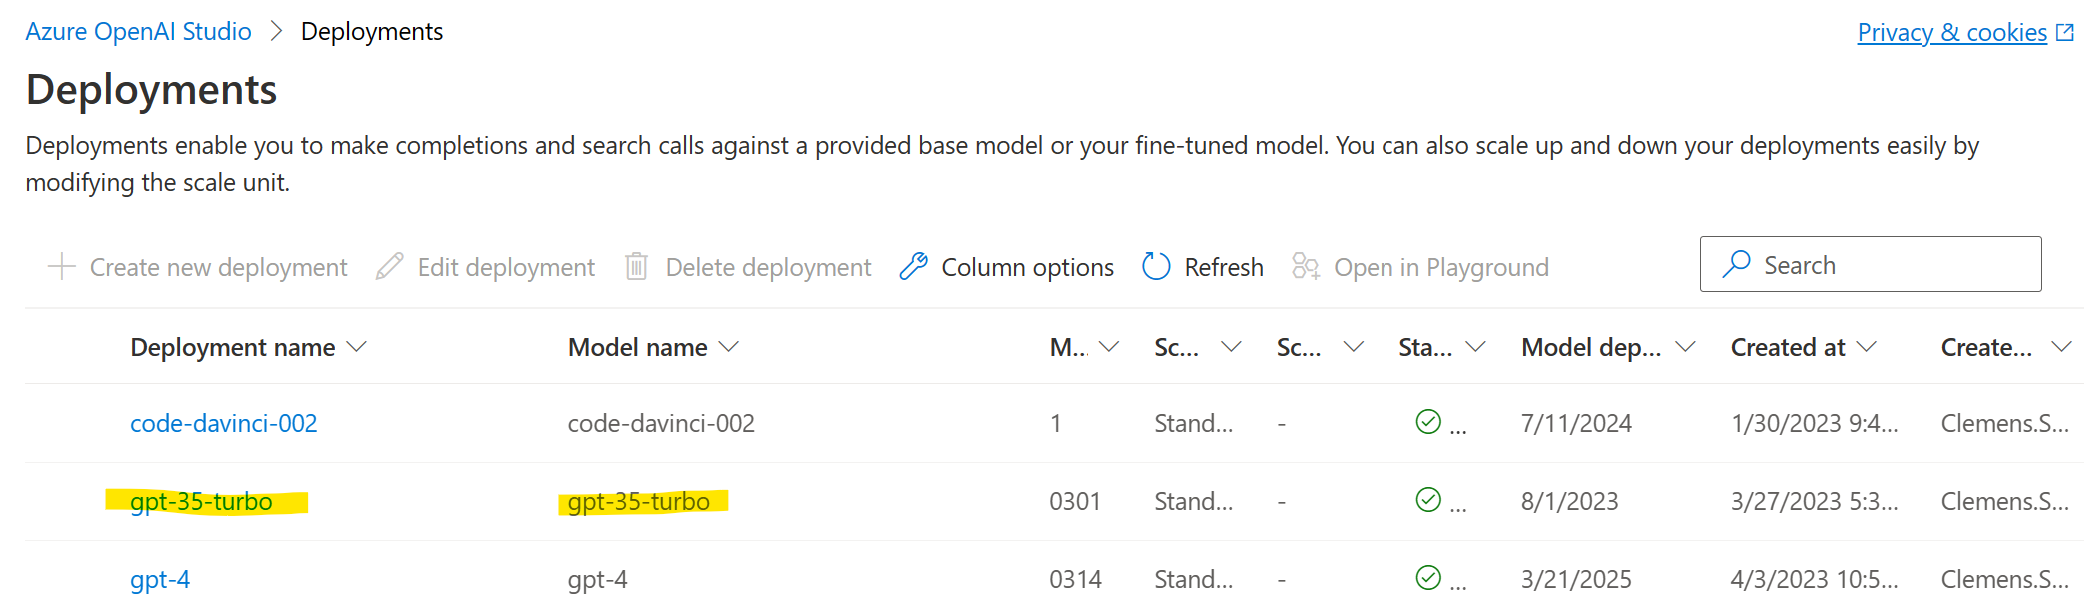 Azure OpenAI Studio > Deployments
Privacy & cookies
Deployments
Deployments enable you to make completions and search calls against a provided base model or your fine-tuned model. You can also scale up and down your deployments easily by
modifying the scale unit.
Create new deployment Edit deployment Delete deployment Column options Refresh Open in Playground Search
Deployment name Model name M... Sc... Sc... Sta... Model dep... Created at Create...
code-davinci-002 code-davinci-002 1 Stand... - ... 7/11/2024 1/30/2023 9:4... Clemens.S...
gpt-35-turbo gpt-35-turbo 0301 Stand... - ... 8/1/2023 3/27/2023 5:3... Clemens.S...
gpt-4 gpt-4 0314 Stand... - ... 3/21/2025 4/3/2023 10:5... Clemens.S...